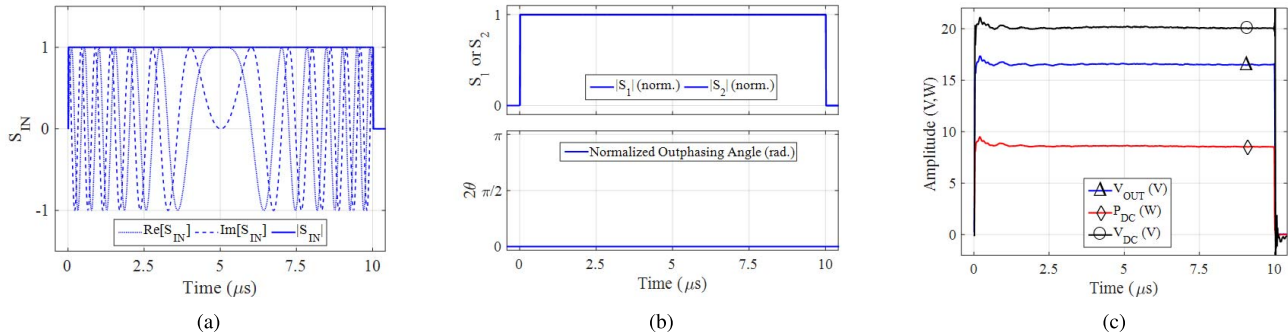 1
0
-1
S_IN
0
2.5
5
7.5
10
Time (μs)
Re[S_IN]
Im[S_IN]
|S_IN|
(a)
1
0
S_1 or S_2
|S_1| (norm.)
|S_2| (norm.)
π
π/2
0
2θ
Normalized Outphasing Angle (rad.)
0
2.5
5
7.5
10
Time (μs)
(b)
20
15
10
5
0
Amplitude (V,W)
V_OUT (V)
P_DC (W)
V_DC (V)
0
2.5
5
7.5
10
Time (μs)
(c)